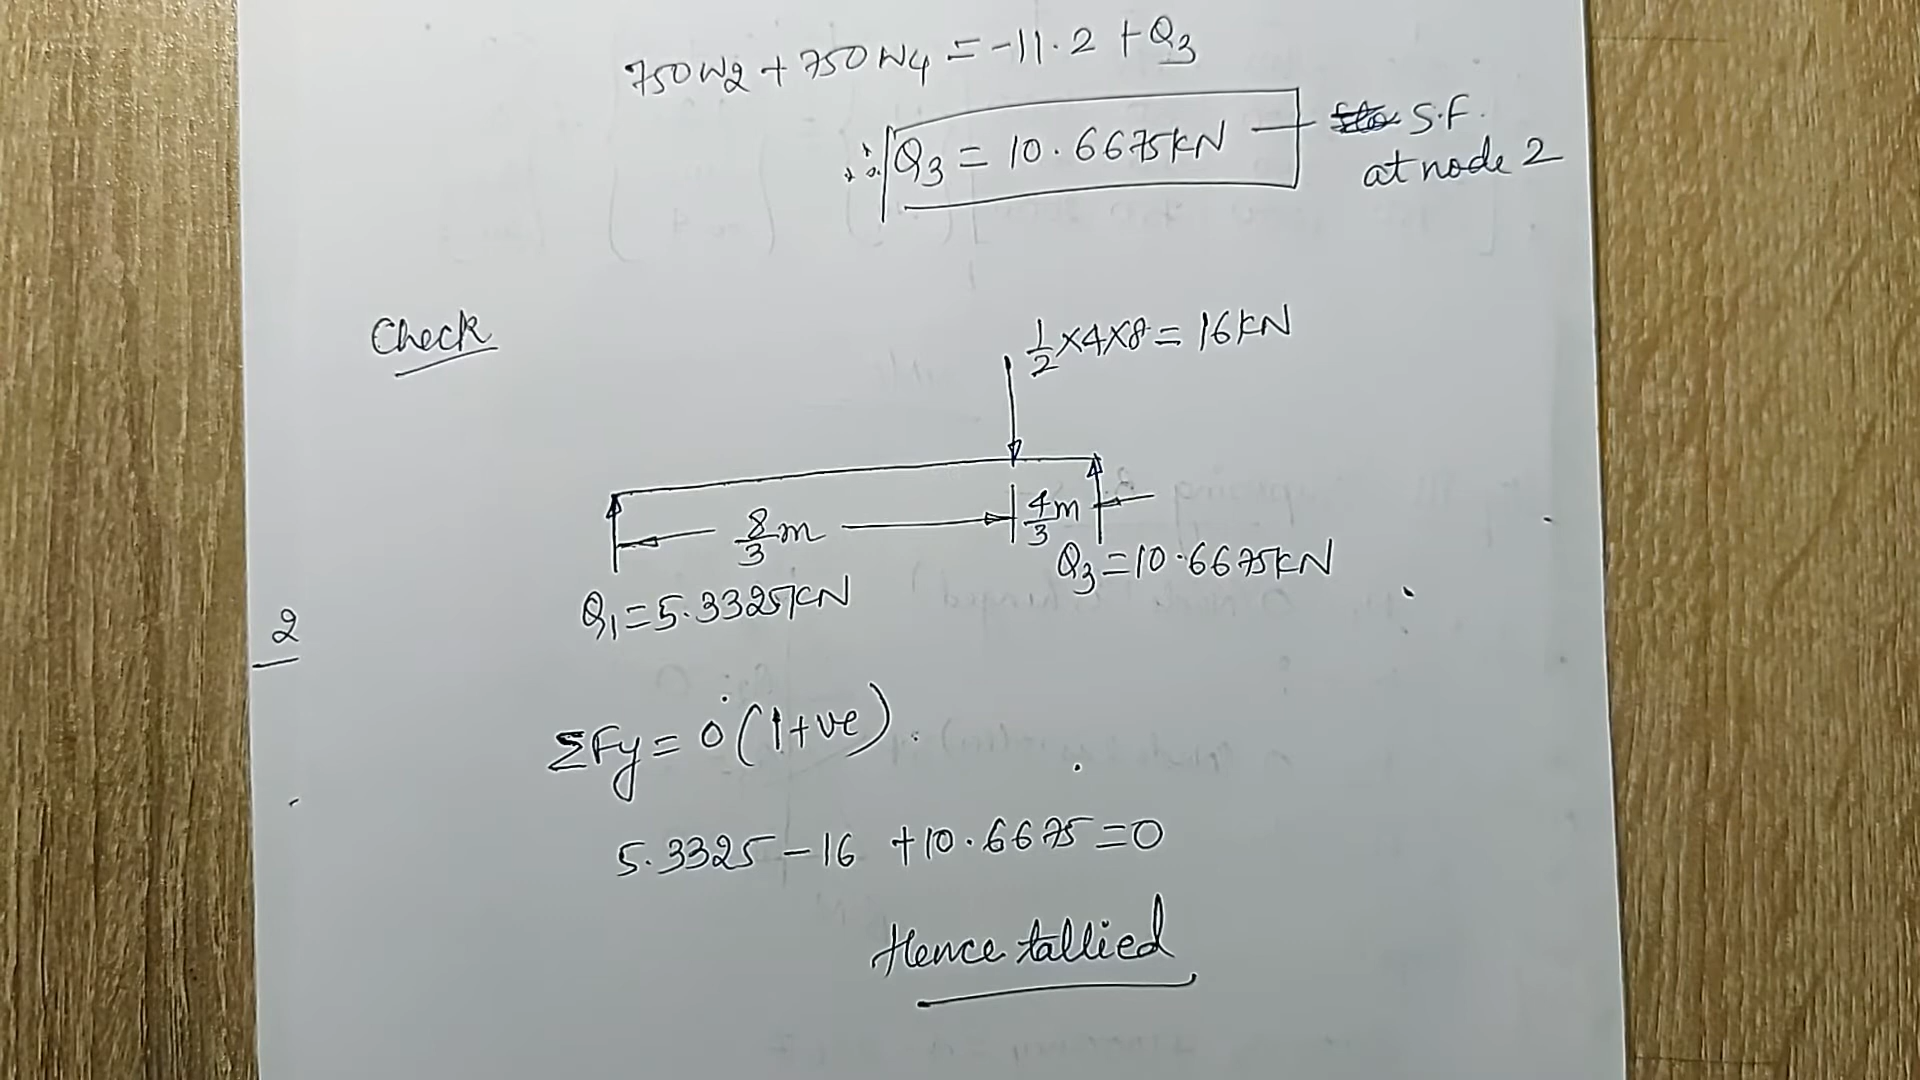 750W2 + 750W4 = -11.2 + Q3
∴ Q3 = 10.6675KN — S.F.
at node 2
Check
1/2 × 4 × 8 = 16KN
8/3 m 4/3 m
Q3 = 10.6675KN
Q1 = 5.3325KN
2
ΣFy = 0 (↑+ve).
5.3325 - 16 + 10.6675 = 0
Hence tallied